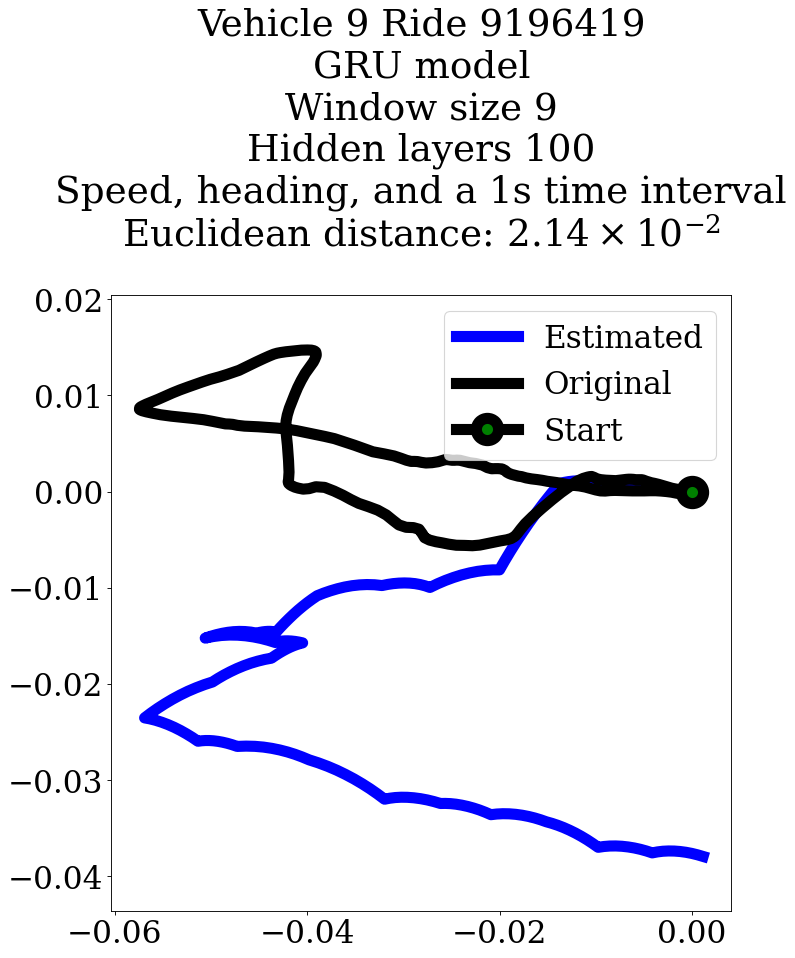 Vehicle 9 Ride 9196419
GRU model
Window size 9
Hidden layers 100
Speed, heading, and a 1s time interval
Euclidean distance: 2.14 × 10⁻²
0.02
0.01
0.00
−0.01
−0.02
−0.03
−0.04
Estimated
Original
Start
−0.06
−0.04
−0.02
0.00